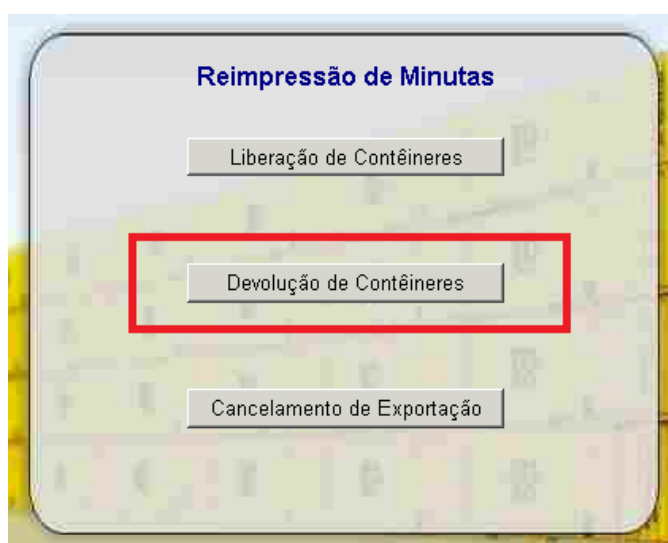 Reimpressão de Minutas
Liberação de Contêineres
Devolução de Contêineres
Cancelamento de Exportação